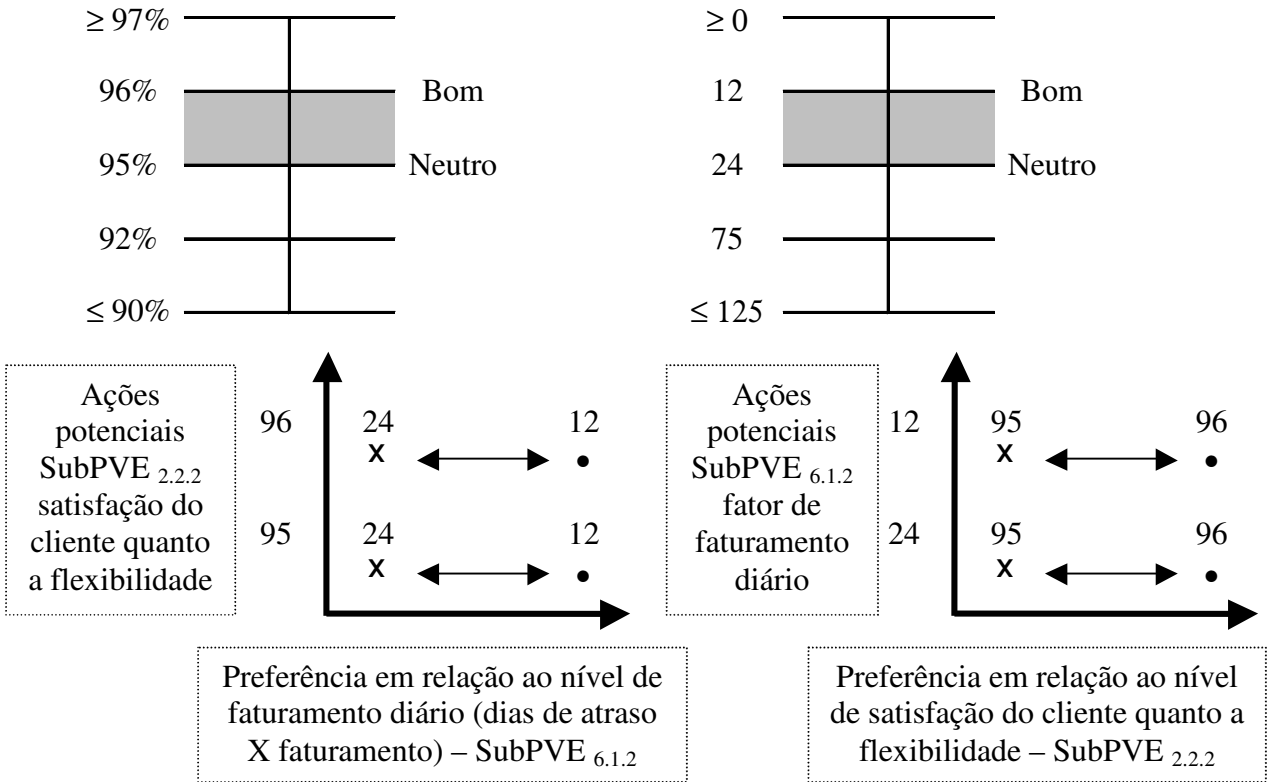 ≥ 97%
96%
Bom
95%
Neutro
92%
≤ 90%
≥ 0
12
Bom
24
Neutro
75
≤ 125
Ações
potenciais
SubPVE 2.2.2
satisfação do
cliente quanto
a flexibilidade
96
24
12
x
•
95
24
12
x
•
Preferência em relação ao nível de
faturamento diário (dias de atraso
X faturamento) – SubPVE 6.1.2
Ações
potenciais
SubPVE 6.1.2
fator de
faturamento
diário
12
95
96
x
•
24
95
96
x
•
Preferência em relação ao nível
de satisfação do cliente quanto a
flexibilidade – SubPVE 2.2.2